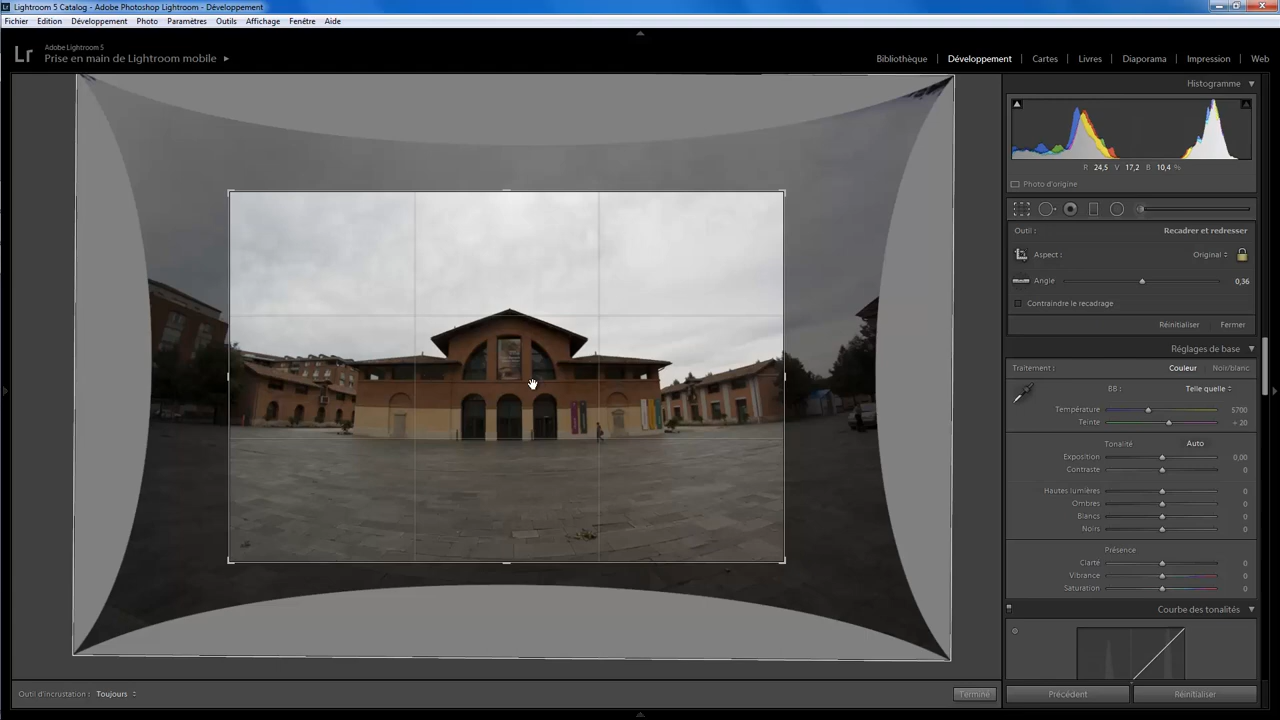 Lightroom 5 Catalog - Adobe Photoshop Lightroom - Développement
Fichier Edition Développement Photo Paramètres Outils Affichage Fenêtre Aide
Lr
Adobe Lightroom 5
Prise en main de Lightroom mobile
Bibliothèque Développement Cartes Livres Diaporama Impression Web
Histogramme
R 24,5 V 17,2 B 10,4 %
Photo d'origine
Outil : Recadrer et redresser
Aspect : Original
Angle 0,36
Contraindre le recadrage
Réinitialiser Fermer
Réglages de base
Traitement : Couleur Noir/blanc
BB : Telle quelle
Température 5700
Teinte + 20
Tonalité Auto
Exposition 0,00
Contraste 0
Hautes lumières 0
Ombres 0
Blancs 0
Noirs 0
Présence
Clarté 0
Vibrance 0
Saturation 0
Courbe des tonalités
Outil d'incrustation : Toujours
Terminé
Précédent Réinitialiser